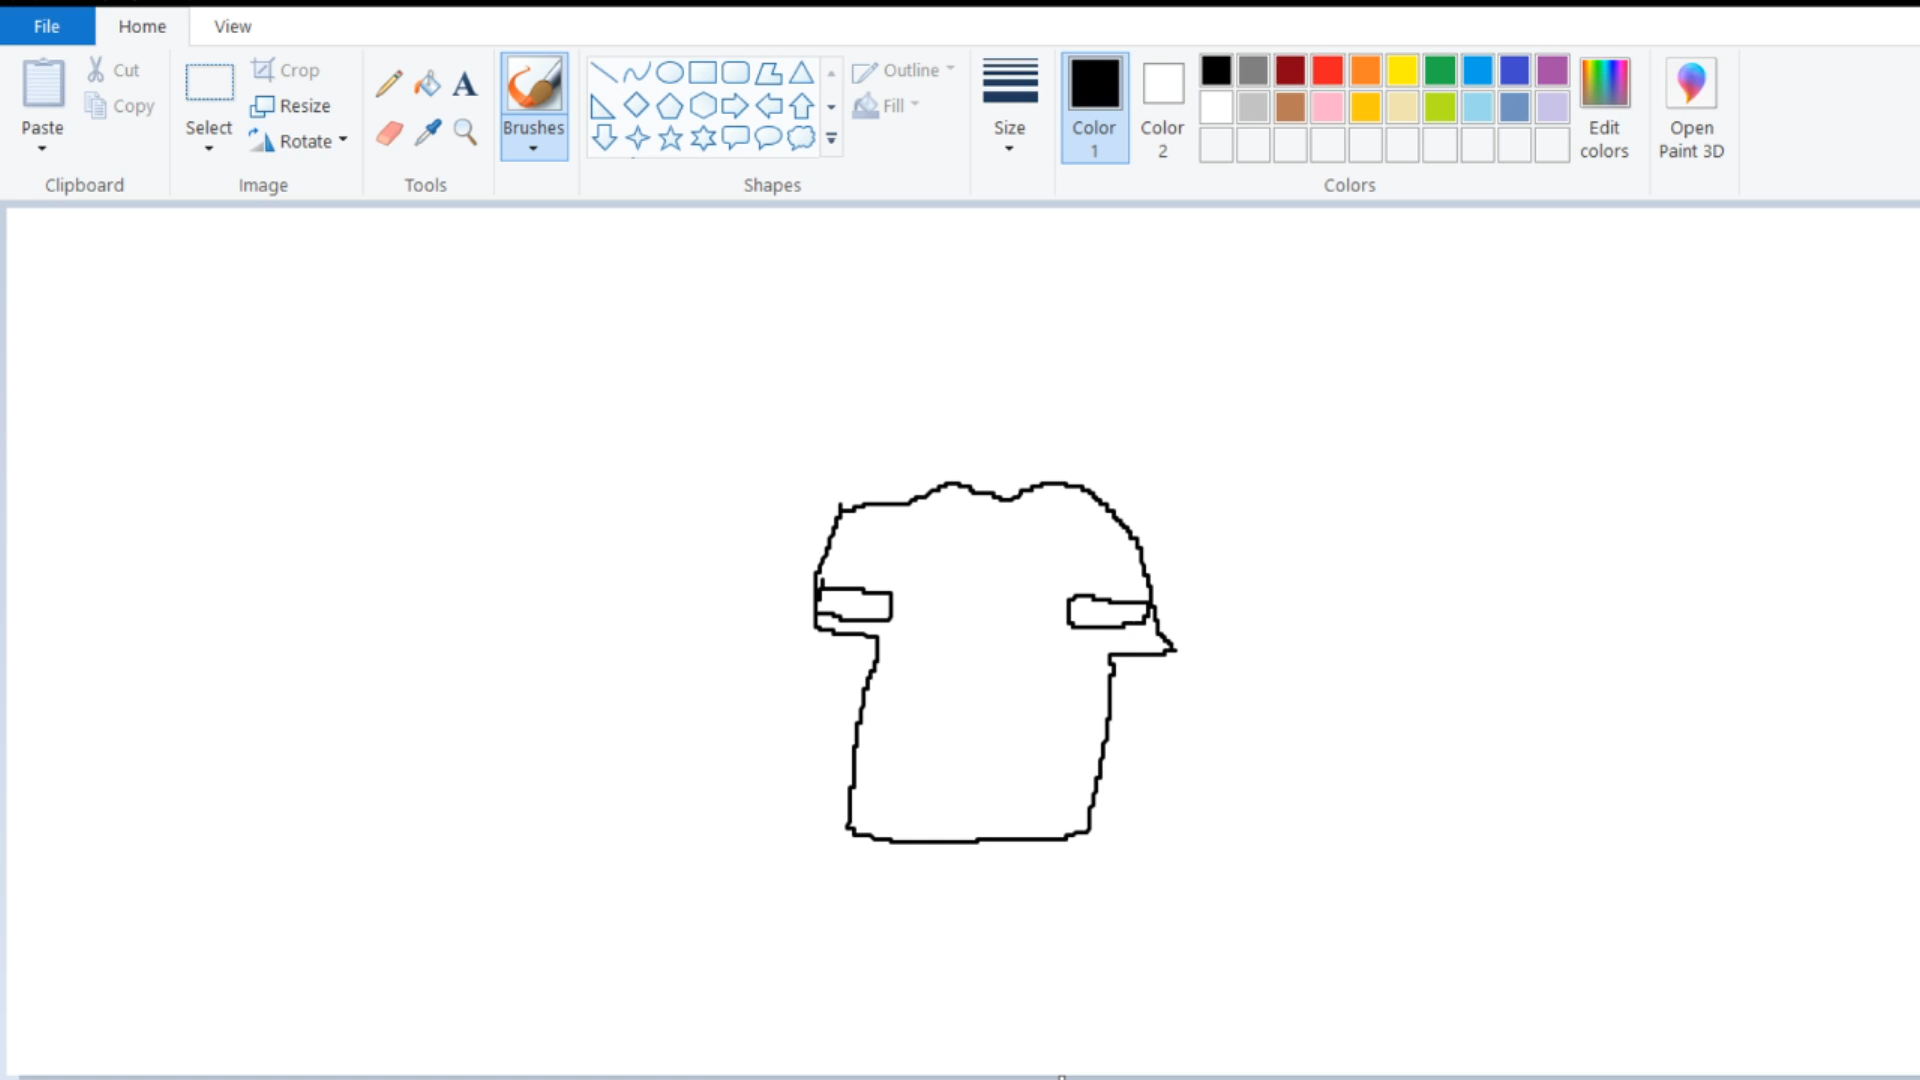 File Home View
Cut
Copy
Paste
Clipboard
Select
Crop
Resize
Rotate
Image
A
Tools
Brushes
Shapes
Outline
Fill
Size
Color
1
Color
2
Colors
Edit
colors
Open
Paint 3D